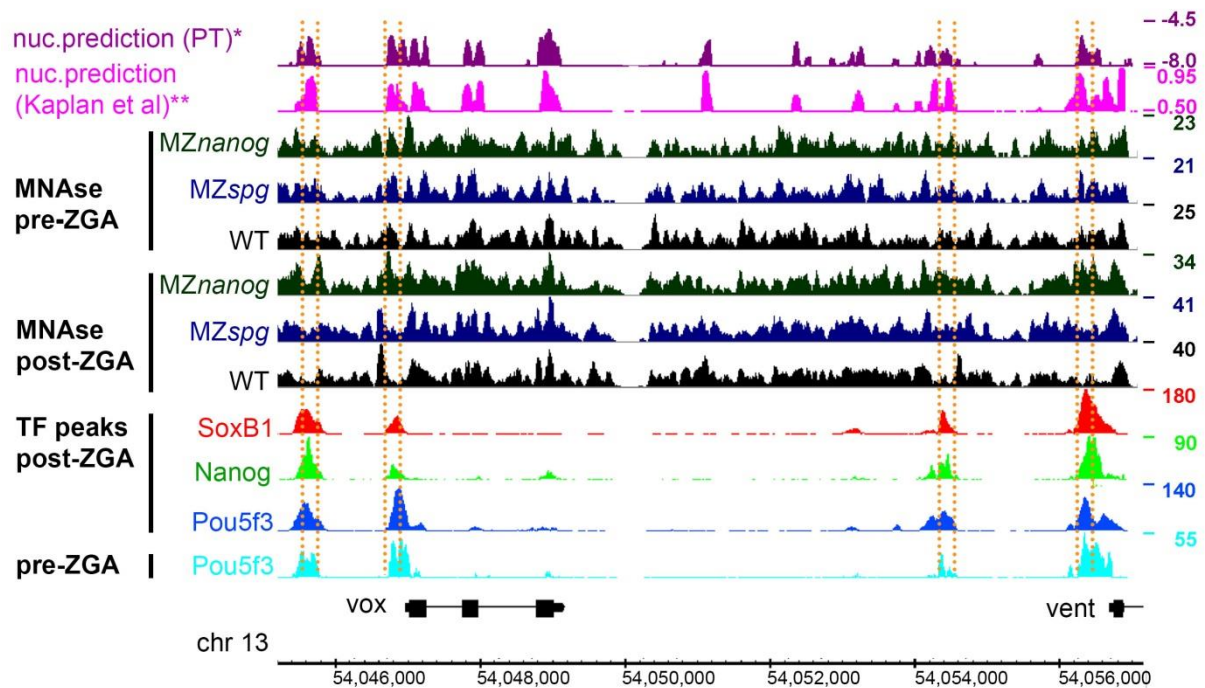 nuc.prediction (PT)*
-4.5
-8.0
nuc.prediction
(Kaplan et al)**
0.95
0.50
MNAse
pre-ZGA
MZnanog
23
MZspg
21
WT
25
MNAse
post-ZGA
MZnanog
34
MZspg
41
WT
40
TF peaks
post-ZGA
SoxB1
180
Nanog
90
Pou5f3
140
pre-ZGA
Pou5f3
55
vox
vent
chr 13
54,046,000 54,048,000 54,050,000 54,052,000 54,054,000 54,056,000